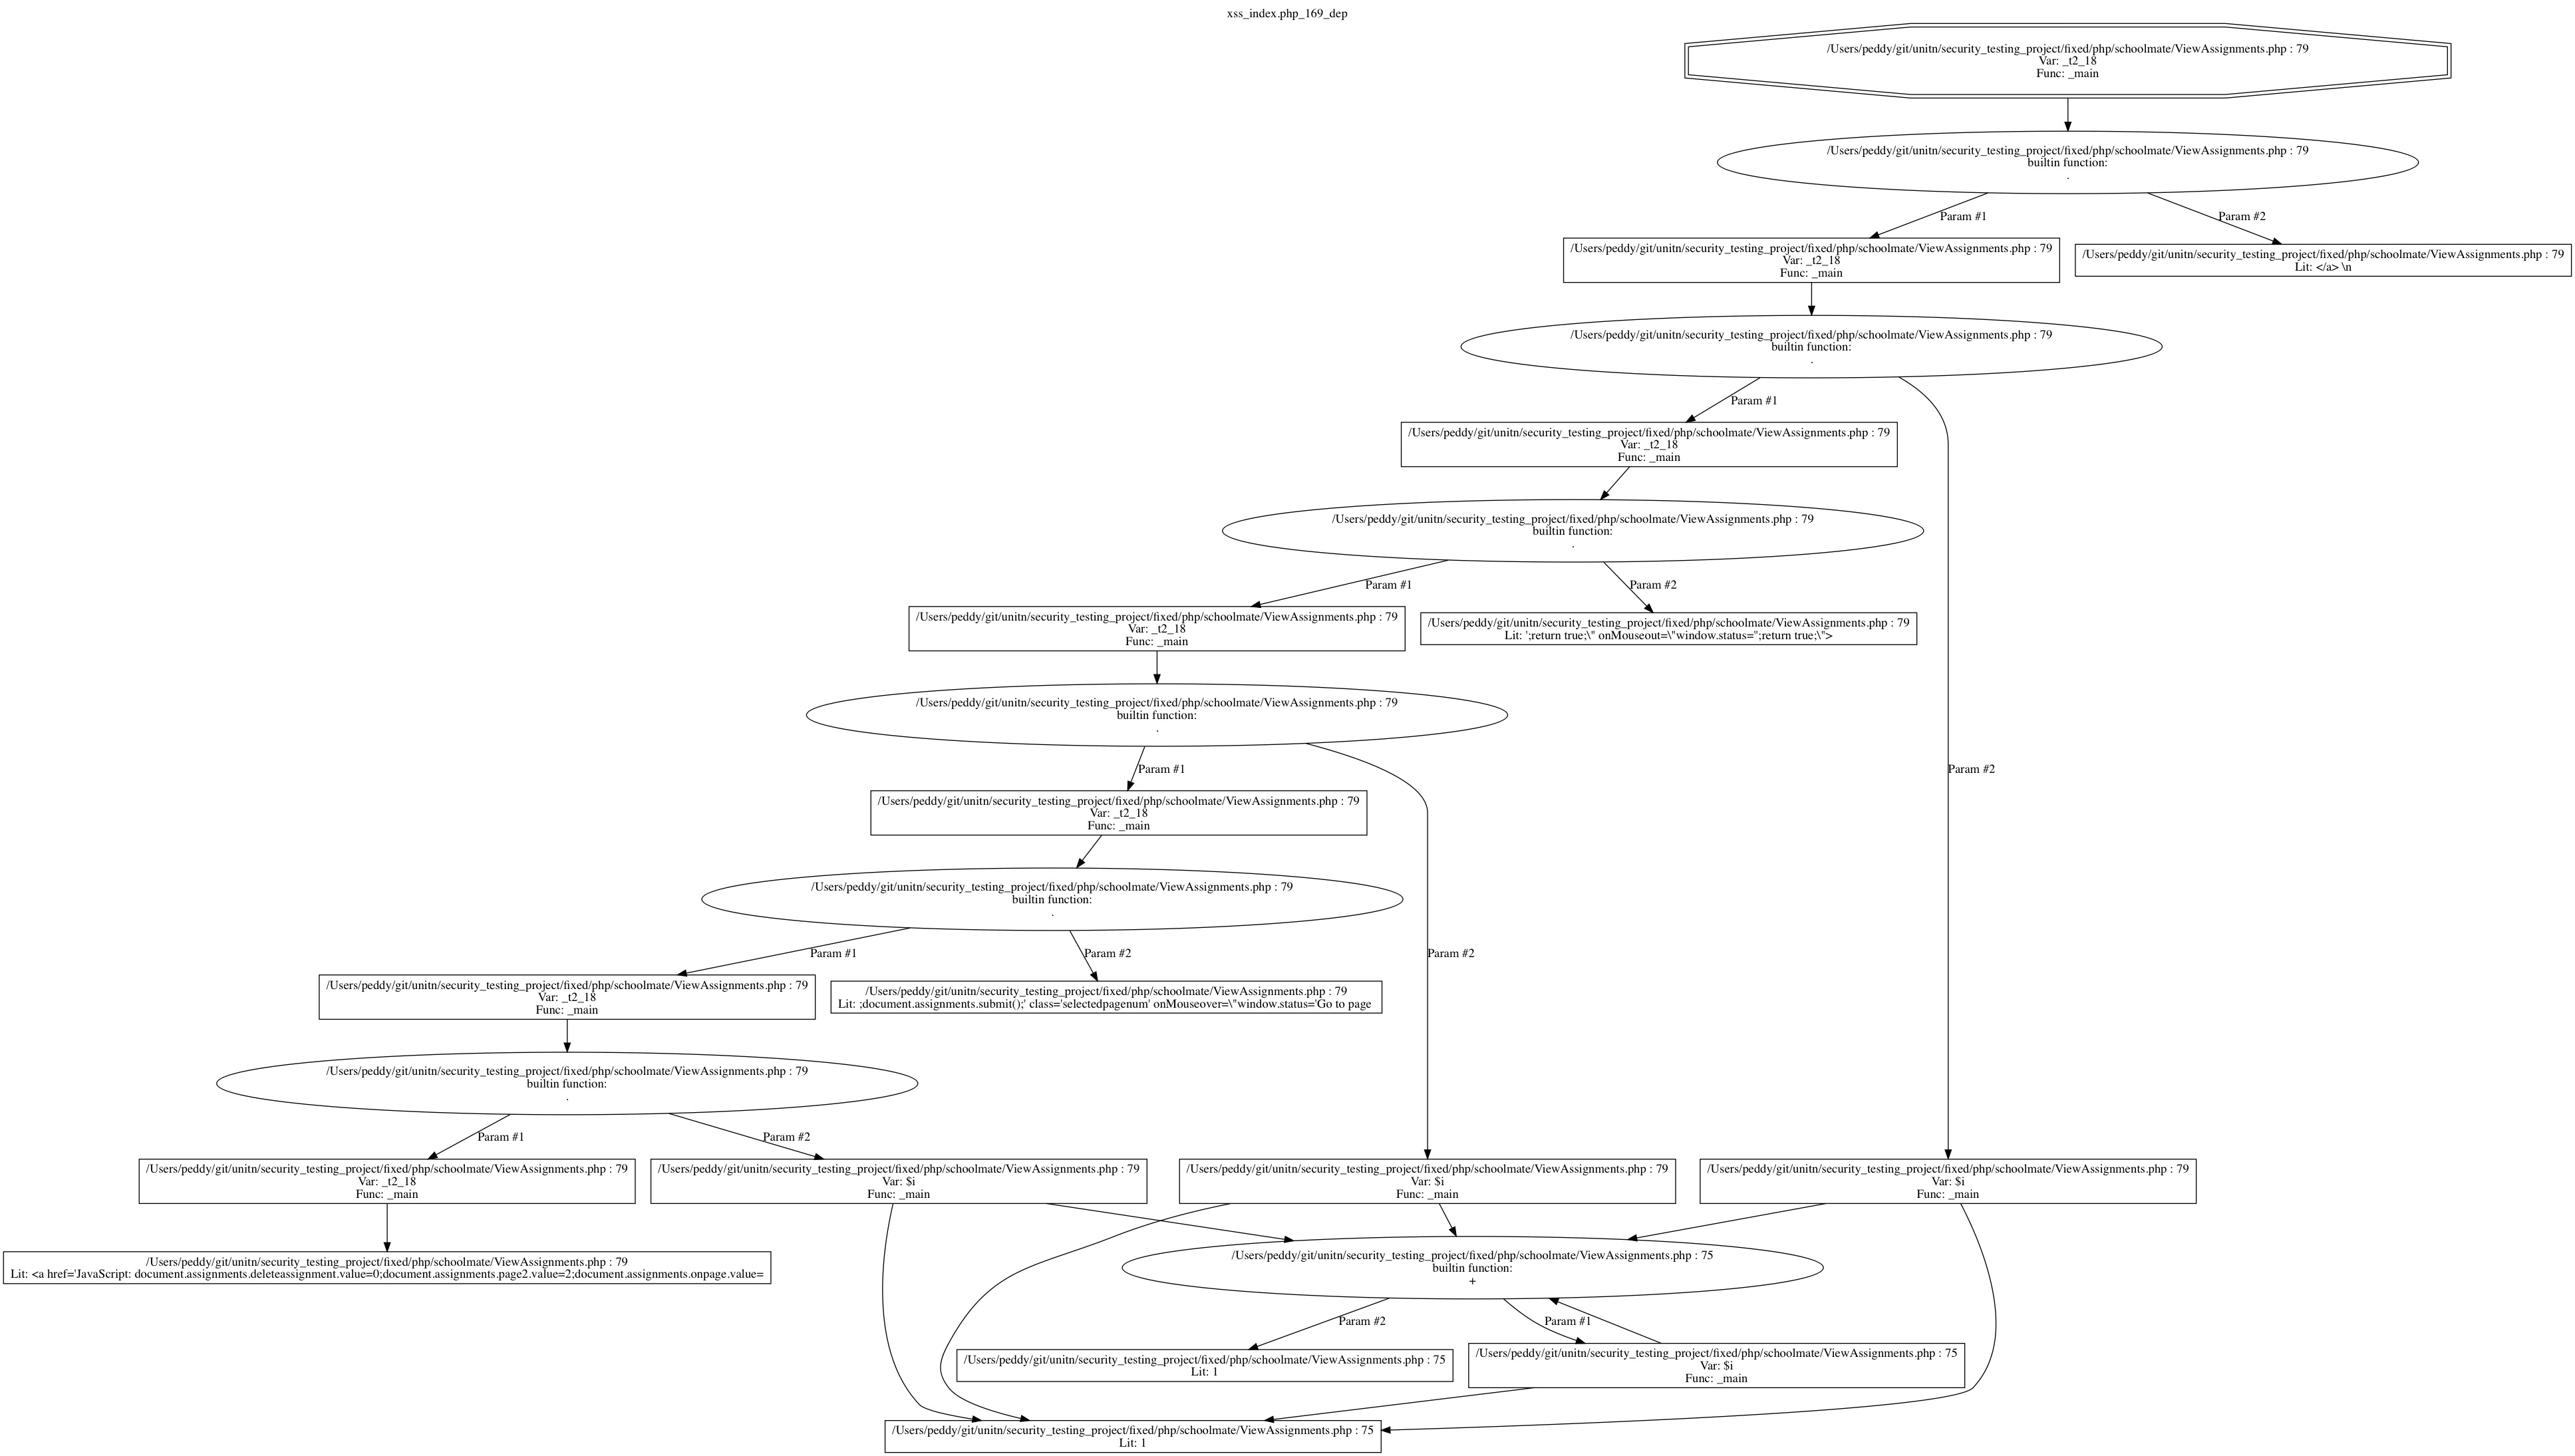 xss_index.php_169_dep
/Users/peddy/git/unitn/security_testing_project/fixed/php/schoolmate/ViewAssignments.php : 79
Var: _t2_18
Func: _main
/Users/peddy/git/unitn/security_testing_project/fixed/php/schoolmate/ViewAssignments.php : 79
builtin function:
.
Param #1
Param #2
/Users/peddy/git/unitn/security_testing_project/fixed/php/schoolmate/ViewAssignments.php : 79
Var: _t2_18
Func: _main
/Users/peddy/git/unitn/security_testing_project/fixed/php/schoolmate/ViewAssignments.php : 79
Lit: </a> \n
/Users/peddy/git/unitn/security_testing_project/fixed/php/schoolmate/ViewAssignments.php : 79
builtin function:
.
Param #1
/Users/peddy/git/unitn/security_testing_project/fixed/php/schoolmate/ViewAssignments.php : 79
Var: _t2_18
Func: _main
/Users/peddy/git/unitn/security_testing_project/fixed/php/schoolmate/ViewAssignments.php : 79
builtin function:
.
Param #1
Param #2
/Users/peddy/git/unitn/security_testing_project/fixed/php/schoolmate/ViewAssignments.php : 79
Var: _t2_18
Func: _main
/Users/peddy/git/unitn/security_testing_project/fixed/php/schoolmate/ViewAssignments.php : 79
Lit: ';return true;\" onMouseout=\"window.status='';return true;\">
/Users/peddy/git/unitn/security_testing_project/fixed/php/schoolmate/ViewAssignments.php : 79
builtin function:
.
Param #1
Param #2
/Users/peddy/git/unitn/security_testing_project/fixed/php/schoolmate/ViewAssignments.php : 79
Var: _t2_18
Func: _main
/Users/peddy/git/unitn/security_testing_project/fixed/php/schoolmate/ViewAssignments.php : 79
builtin function:
.
Param #1
Param #2
Param #2
/Users/peddy/git/unitn/security_testing_project/fixed/php/schoolmate/ViewAssignments.php : 79
Var: _t2_18
Func: _main
/Users/peddy/git/unitn/security_testing_project/fixed/php/schoolmate/ViewAssignments.php : 79
Lit: ;document.assignments.submit();' class='selectedpagenum' onMouseover=\"window.status='Go to page
/Users/peddy/git/unitn/security_testing_project/fixed/php/schoolmate/ViewAssignments.php : 79
builtin function:
.
Param #1
Param #2
/Users/peddy/git/unitn/security_testing_project/fixed/php/schoolmate/ViewAssignments.php : 79
Var: _t2_18
Func: _main
/Users/peddy/git/unitn/security_testing_project/fixed/php/schoolmate/ViewAssignments.php : 79
Var: $i
Func: _main
/Users/peddy/git/unitn/security_testing_project/fixed/php/schoolmate/ViewAssignments.php : 79
Var: $i
Func: _main
/Users/peddy/git/unitn/security_testing_project/fixed/php/schoolmate/ViewAssignments.php : 79
Var: $i
Func: _main
/Users/peddy/git/unitn/security_testing_project/fixed/php/schoolmate/ViewAssignments.php : 79
Lit: <a href='JavaScript: document.assignments.deleteassignment.value=0;document.assignments.page2.value=2;document.assignments.onpage.value=
/Users/peddy/git/unitn/security_testing_project/fixed/php/schoolmate/ViewAssignments.php : 75
builtin function:
+
Param #2
Param #1
/Users/peddy/git/unitn/security_testing_project/fixed/php/schoolmate/ViewAssignments.php : 75
Lit: 1
/Users/peddy/git/unitn/security_testing_project/fixed/php/schoolmate/ViewAssignments.php : 75
Var: $i
Func: _main
/Users/peddy/git/unitn/security_testing_project/fixed/php/schoolmate/ViewAssignments.php : 75
Lit: 1